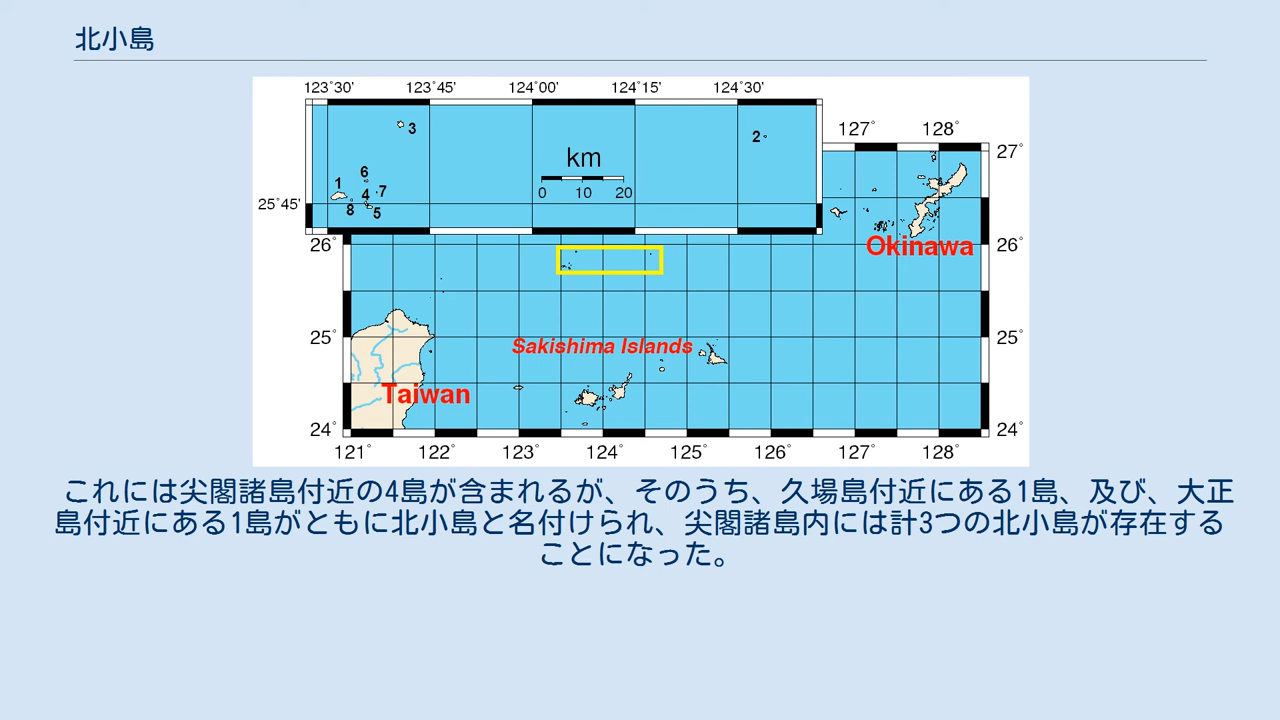 北小島
123°30' 123°45' 124°00' 124°15' 124°30'
3
2
127° 128°
km
27°
6
1
7
4
0 10 20
25°45'
8
5
26°
Okinawa
26°
25°
Sakishima Islands
25°
Taiwan
24°
24°
121° 122° 123° 124° 125° 126° 127° 128°
これには尖閣諸島付近の4島が含まれるが、そのうち、久場島付近にある1島、及び、大正
島付近にある1島がともに北小島と名付けられ、尖閣諸島内には計3つの北小島が存在する
ことになった。